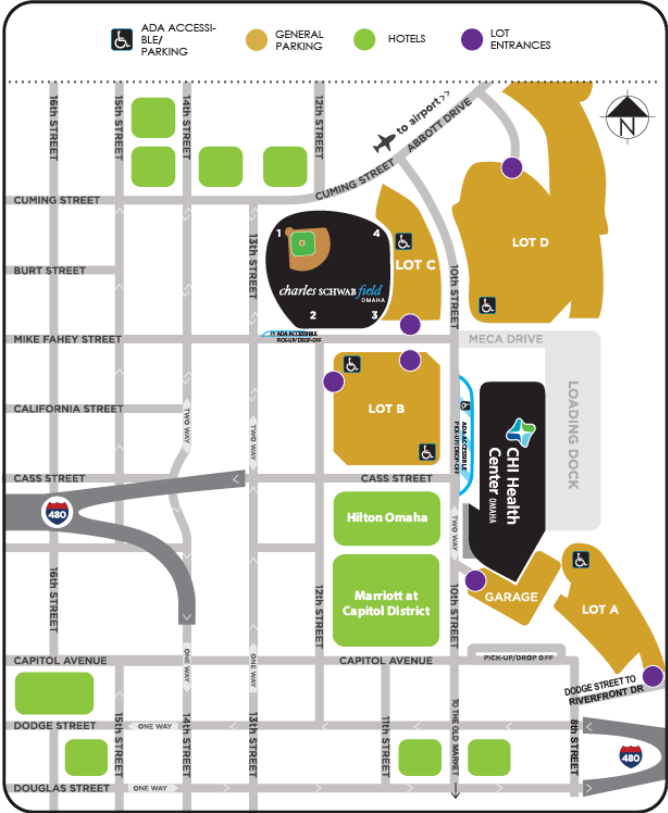 ADA ACCESSI-
BLE/
PARKING
GENERAL
PARKING
HOTELS
LOT
ENTRANCES
16th STREET
15th STREET
14th STREET
12th STREET
to airport >>
ABBOTT DRIVE
N
CUMING STREET
CUMING STREET
13th STREET
1
4
charles SCHWAB field
OMAHA
2
3
LOT C
LOT D
10th STREET
BURT STREET
MIKE FAHEY STREET
ADA ACCESSIBLE
PICK-UP/DROP-OFF
MECA DRIVE
LOADING DOCK
CALIFORNIA STREET
TWO WAY
TWO WAY
LOT B
ADA ACCESSIBLE
PICK-UP/DROP-OFF
CHI Health
Center OMAHA
CASS STREET
CASS STREET
480
Hilton Omaha
TWO WAY
16th STREET
12th STREET
Marriott at
Capitol District
10th STREET
GARAGE
LOT A
CAPITOL AVENUE
CAPITOL AVENUE
PICK-UP/DROP OFF
ONE WAY
ONE WAY
DODGE STREET TO
RIVERFRONT DR
DODGE STREET
ONE WAY
15th STREET
14th STREET
13th STREET
11th STREET
TO THE OLD MARKET
8th STREET
480
DOUGLAS STREET
ONE WAY